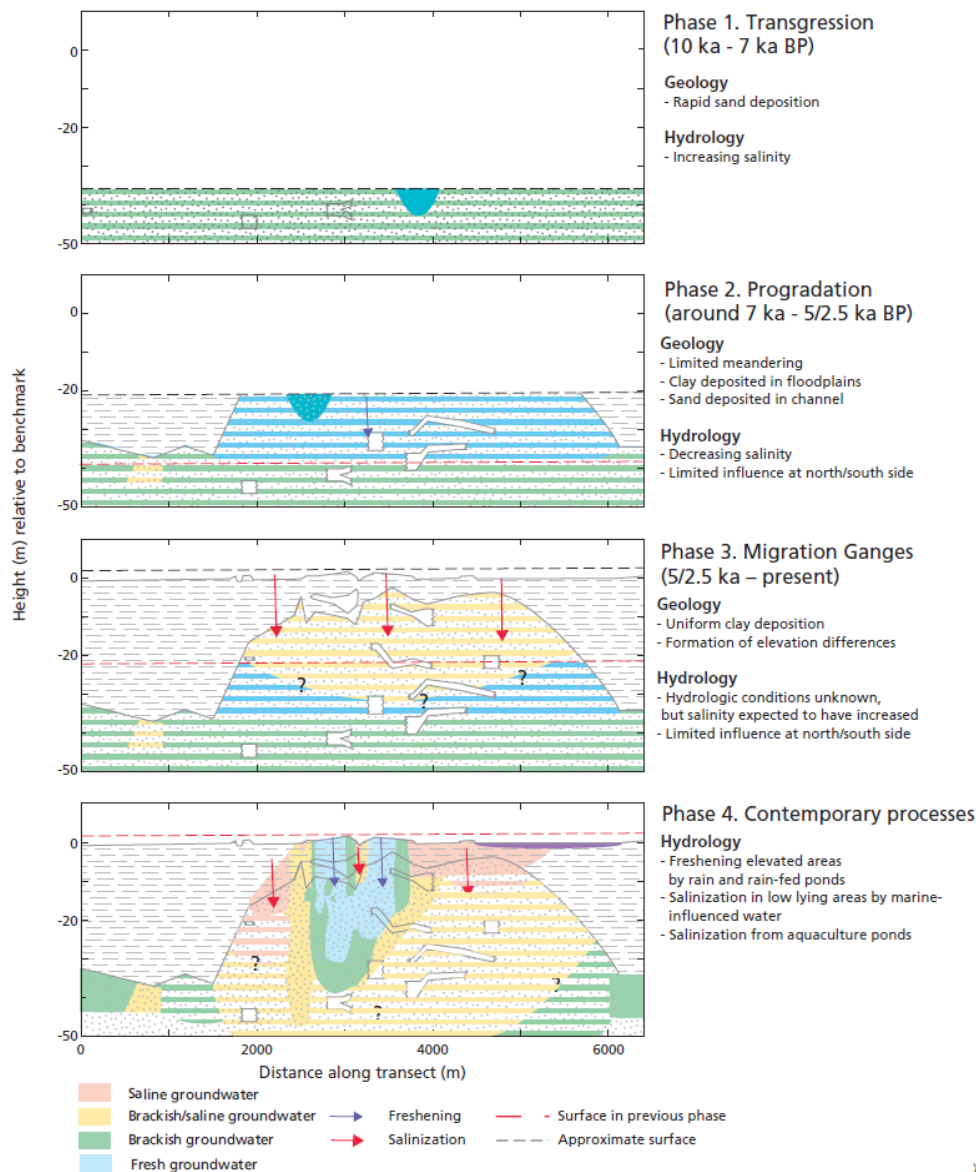 Phase 1. Transgression
(10 ka - 7 ka BP)
Geology
- Rapid sand deposition
Hydrology
- Increasing salinity
0
-20
-50
Phase 2. Progradation
(around 7 ka - 5/2.5 ka BP)
Geology
- Limited meandering
- Clay deposited in floodplains
- Sand deposited in channel
Hydrology
- Decreasing salinity
- Limited influence at north/south side
0
-20
-50
Height (m) relative to benchmark
Phase 3. Migration Ganges
(5/2.5 ka – present)
Geology
- Uniform clay deposition
- Formation of elevation differences
Hydrology
- Hydrologic conditions unknown,
but salinity expected to have increased
- Limited influence at north/south side
0
-20
-50
? ? ?
Phase 4. Contemporary processes
Hydrology
- Freshening elevated areas
by rain and rain-fed ponds
- Salinization in low lying areas by marine-
influenced water
- Salinization from aquaculture ponds
0
-20
-50
? ? ?
0 2000 4000 6000
Distance along transect (m)
Saline groundwater
Brackish/saline groundwater Freshening Surface in previous phase
Brackish groundwater Salinization Approximate surface
Fresh groundwater